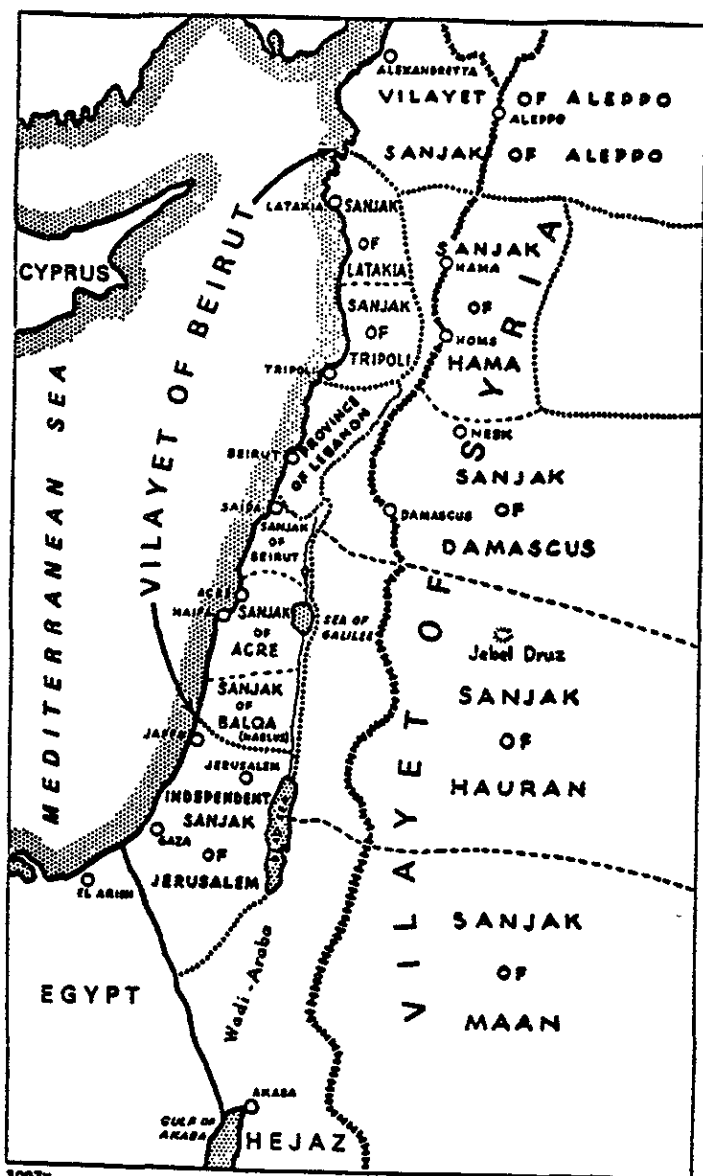 ALEXANDRETTA
VILAYET OF ALEPPO
ALEPPO
SANJAK OF ALEPPO
LATAKIA
SANJAK
OF
LATAKIA
CYPRUS
SANJAK
HAMA
OF
HOMS
HAMA
SANJAK
OF
TRIPOLI
TRIPOLI
VILAYET OF BEIRUT
MEDITERRANEAN SEA
VILAYET OF SYRIA
PROVINCE
OF LEBANON
NEBK
BEIRUT
SAIDA
SANJAK
OF
BEIRUT
SANJAK
OF
DAMASCUS
DAMASCUS
ACRE
HAIFA
SANJAK
OF
ACRE
SEA OF
GALILEE
Jebel Druz
SANJAK
OF
HAURAN
SANJAK
OF
BALQA
(NABLUS)
JAFFA
JERUSALEM
INDEPENDENT
SANJAK
OF
JERUSALEM
DEAD SEA
GAZA
EL ARISH
SANJAK
OF
MAAN
EGYPT
Wadi-Araba
AKABA
GULF OF
AKABA
HEJAZ